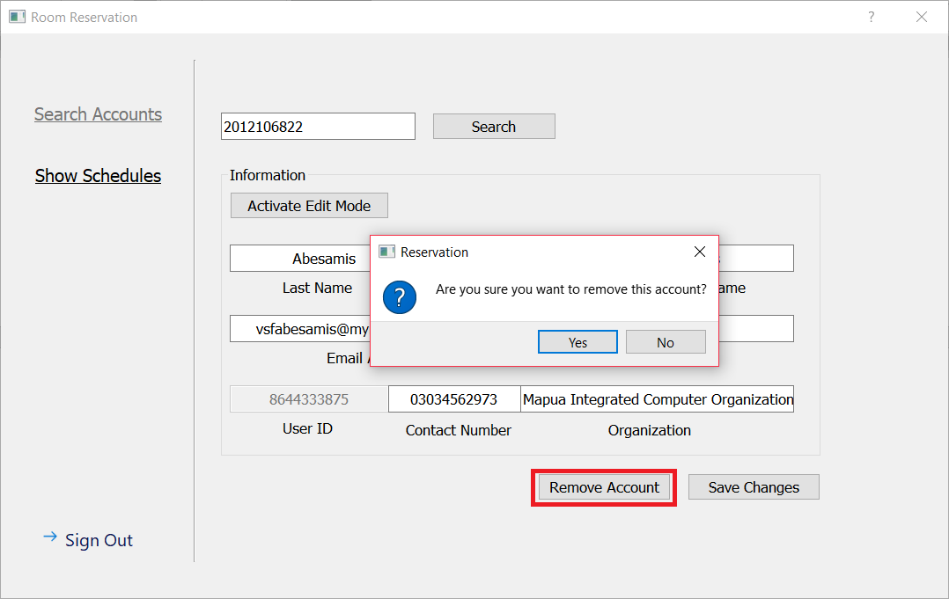 Room Reservation
?
Search Accounts
Show Schedules
2012106822
Search
Information
Activate Edit Mode
Abesamis
Last Name
Reservation
?
Are you sure you want to remove this account?
Yes
No
vsfabesamis@my
Email
8644333875
03034562973
Mapua Integrated Computer Organization
User ID
Contact Number
Organization
Remove Account
Save Changes
→ Sign Out